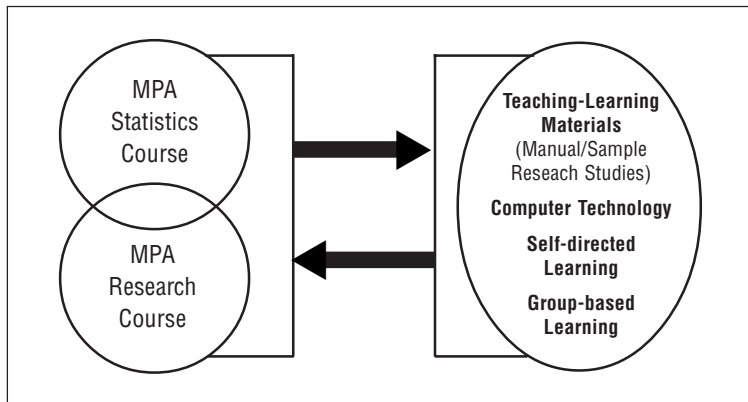 MPA
Statistics
Course
MPA
Research
Course
Teaching-Learning
Materials
(Manual/Sample
Reseach Studies)
Computer Technology
Self-directed
Learning
Group-based
Learning